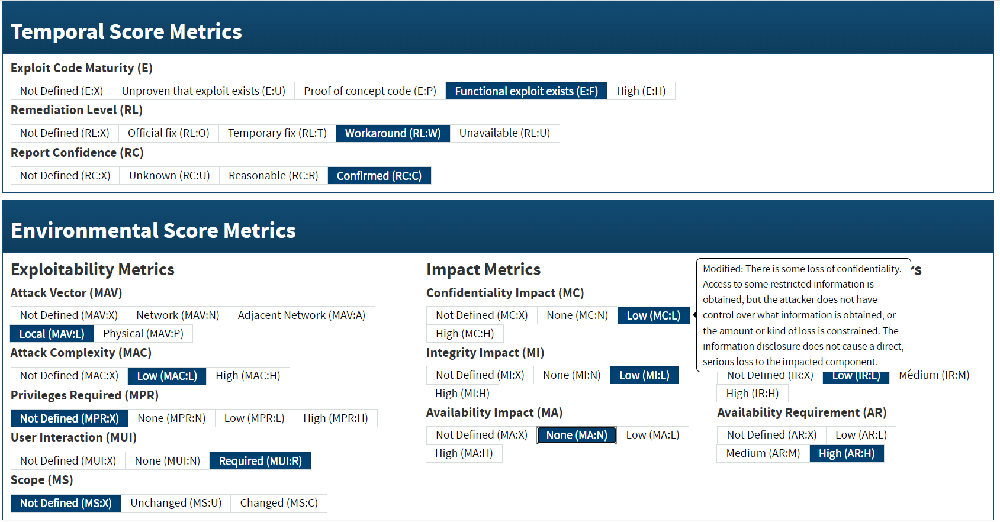 Temporal Score Metrics
Exploit Code Maturity (E)
Not Defined (E:X) Unproven that exploit exists (E:U) Proof of concept code (E:P) Functional exploit exists (E:F) High (E:H)
Remediation Level (RL)
Not Defined (RL:X) Official fix (RL:O) Temporary fix (RL:T) Workaround (RL:W) Unavailable (RL:U)
Report Confidence (RC)
Not Defined (RC:X) Unknown (RC:U) Reasonable (RC:R) Confirmed (RC:C)
Environmental Score Metrics
Exploitability Metrics
Attack Vector (MAV)
Not Defined (MAV:X) Network (MAV:N) Adjacent Network (MAV:A)
Local (MAV:L) Physical (MAV:P)
Attack Complexity (MAC)
Not Defined (MAC:X) Low (MAC:L) High (MAC:H)
Privileges Required (MPR)
Not Defined (MPR:X) None (MPR:N) Low (MPR:L) High (MPR:H)
User Interaction (MUI)
Not Defined (MUI:X) None (MUI:N) Required (MUI:R)
Scope (MS)
Not Defined (MS:X) Unchanged (MS:U) Changed (MS:C)
Impact Metrics
Confidentiality Impact (MC)
Not Defined (MC:X) None (MC:N) Low (MC:L)
High (MC:H)
Integrity Impact (MI)
Not Defined (MI:X) None (MI:N) Low (MI:L)
High (MI:H)
Availability Impact (MA)
Not Defined (MA:X) None (MA:N) Low (MA:L)
High (MA:H)
Modified: There is some loss of confidentiality.
Access to some restricted information is
obtained, but the attacker does not have
control over what information is obtained, or
the amount or kind of loss is constrained. The
information disclosure does not cause a direct,
serious loss to the impacted component.
Not Defined (IR:X) Low (IR:L) Medium (IR:M)
High (IR:H)
Availability Requirement (AR)
Not Defined (AR:X) Low (AR:L)
Medium (AR:M) High (AR:H)